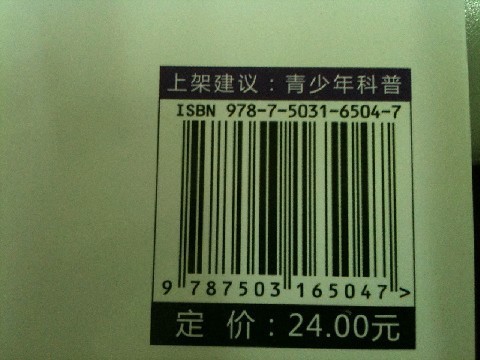 上架建议：青少年科普
ISBN 978-7-5031-6504-7
9 787503 165047 >
定 价：24.00元